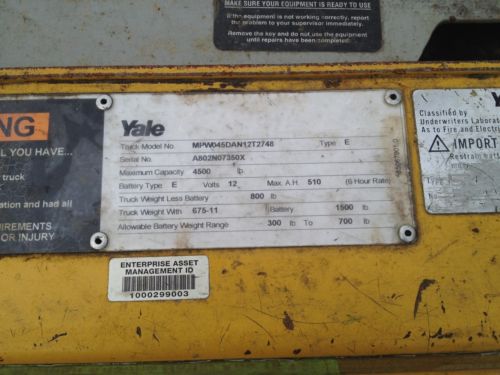 MAKE SURE YOUR EQUIPMENT IS READY TO USE
If the equipment is not working correctly, report
the problem to your supervisor immediately.
Remove the key and do not use the equipment
until repairs have been completed.
NG
L YOU HAVE...
truck
ation and had all
QUIREMENTS
OR INJURY
Yale
Truck Model No. MPW045DAN12T2748 Type E
Serial No. A802N07350X
Maximum Capacity 4500 lb
Battery Type E Volts 12 Max. A.H. 510 (6 Hour Rate)
Truck Weight Less Battery 800 lb
Truck Weight With 675-11 Battery 1500 lb
Allowable Battery Weight Range 300 lb To 700 lb
Classified by
Underwriters Laborato
As to Fire and Electric
IMPORT
Restrain batt
ENTERPRISE ASSET
MANAGEMENT ID
1000299003